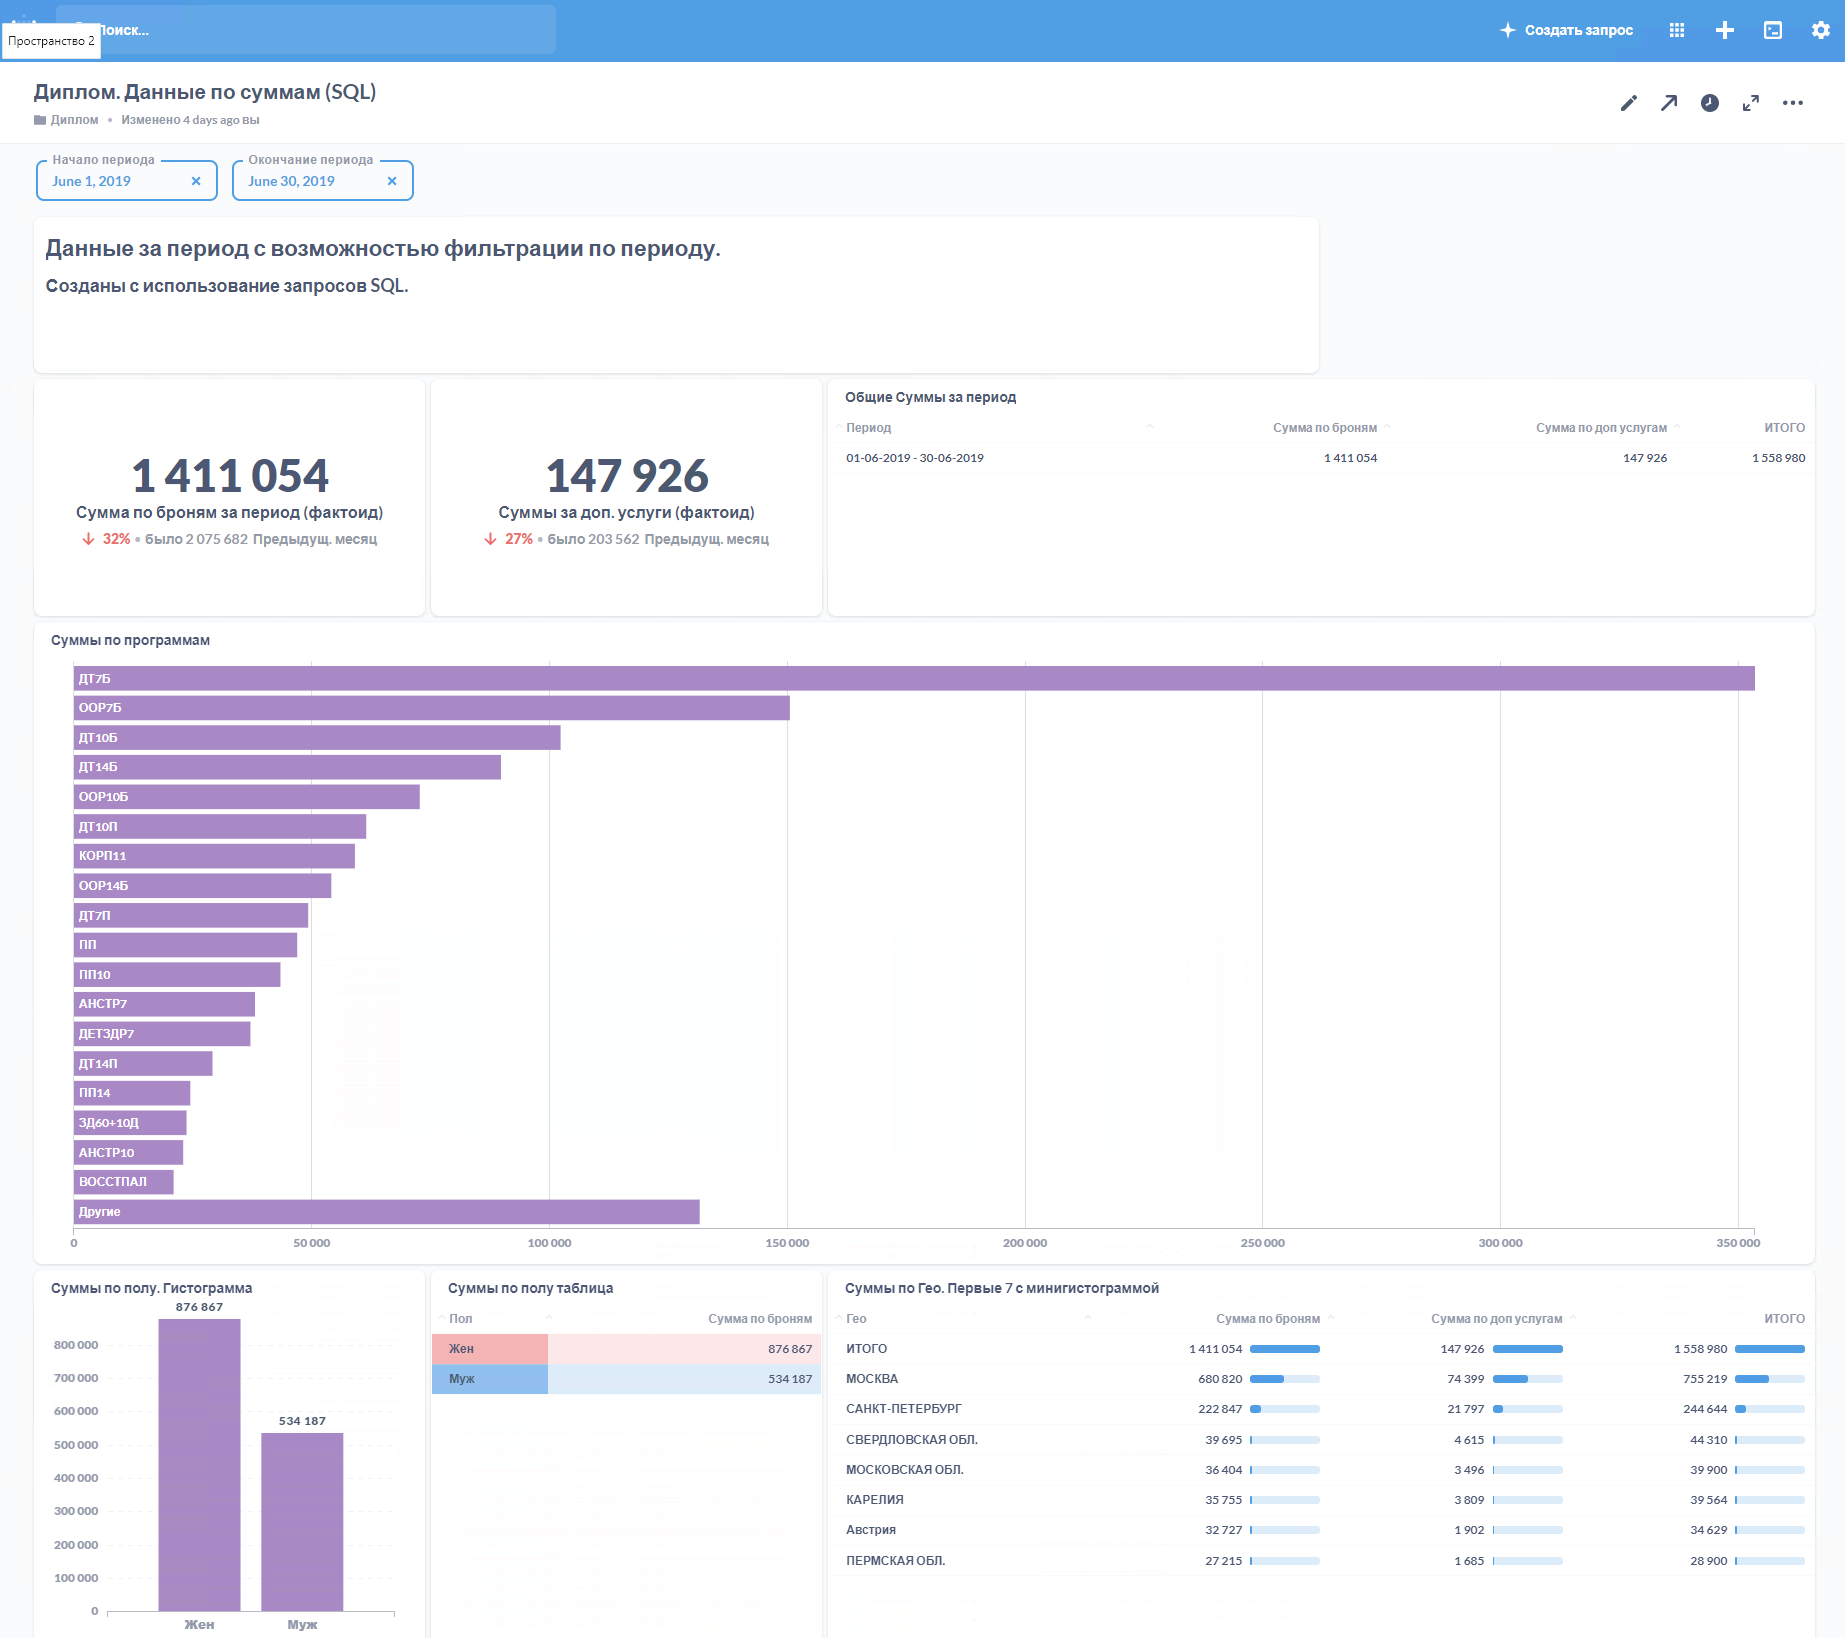 Поиск...
Пространство 2
Создать запрос
Диплом. Данные по суммам (SQL)
Диплом • Изменено 4 days ago вы
Начало периода
June 1, 2019
Окончание периода
June 30, 2019
Данные за период с возможностью фильтрации по периоду.
Созданы с использование запросов SQL.
1 411 054
Сумма по броням за период (фактоид)
32% • было 2 075 682 Предыдущ. месяц
147 926
Суммы за доп. услуги (фактоид)
27% • было 203 562 Предыдущ. месяц
Общие Суммы за период
Период Сумма по броням Сумма по доп услугам ИТОГО
01-06-2019 - 30-06-2019 1 411 054 147 926 1 558 980
Суммы по программам
ДТ7Б
ООР7Б
ДТ10Б
ДТ14Б
ООР10Б
ДТ10П
КОРП11
ООР14Б
ДТ7П
ПП
ПП10
АНСТР7
ДЕТЗДР7
ДТ14П
ПП14
ЗД60+10Д
АНСТР10
ВОССТПАЛ
Другие
0 50 000 100 000 150 000 200 000 250 000 300 000 350 000
Суммы по полу. Гистограмма
876 867
800 000
700 000
600 000
534 187
500 000
400 000
300 000
200 000
100 000
0
Жен Муж
Суммы по полу таблица
Пол Сумма по броням
Жен 876 867
Муж 534 187
Суммы по Гео. Первые 7 с минигистограммой
Гео Сумма по броням Сумма по доп услугам ИТОГО
ИТОГО 1 411 054 147 926 1 558 980
МОСКВА 680 820 74 399 755 219
САНКТ-ПЕТЕРБУРГ 222 847 21 797 244 644
СВЕРДЛОВСКАЯ ОБЛ. 39 695 4 615 44 310
МОСКОВСКАЯ ОБЛ. 36 404 3 496 39 900
КАРЕЛИЯ 35 755 3 809 39 564
Австрия 32 727 1 902 34 629
ПЕРМСКАЯ ОБЛ. 27 215 1 685 28 900